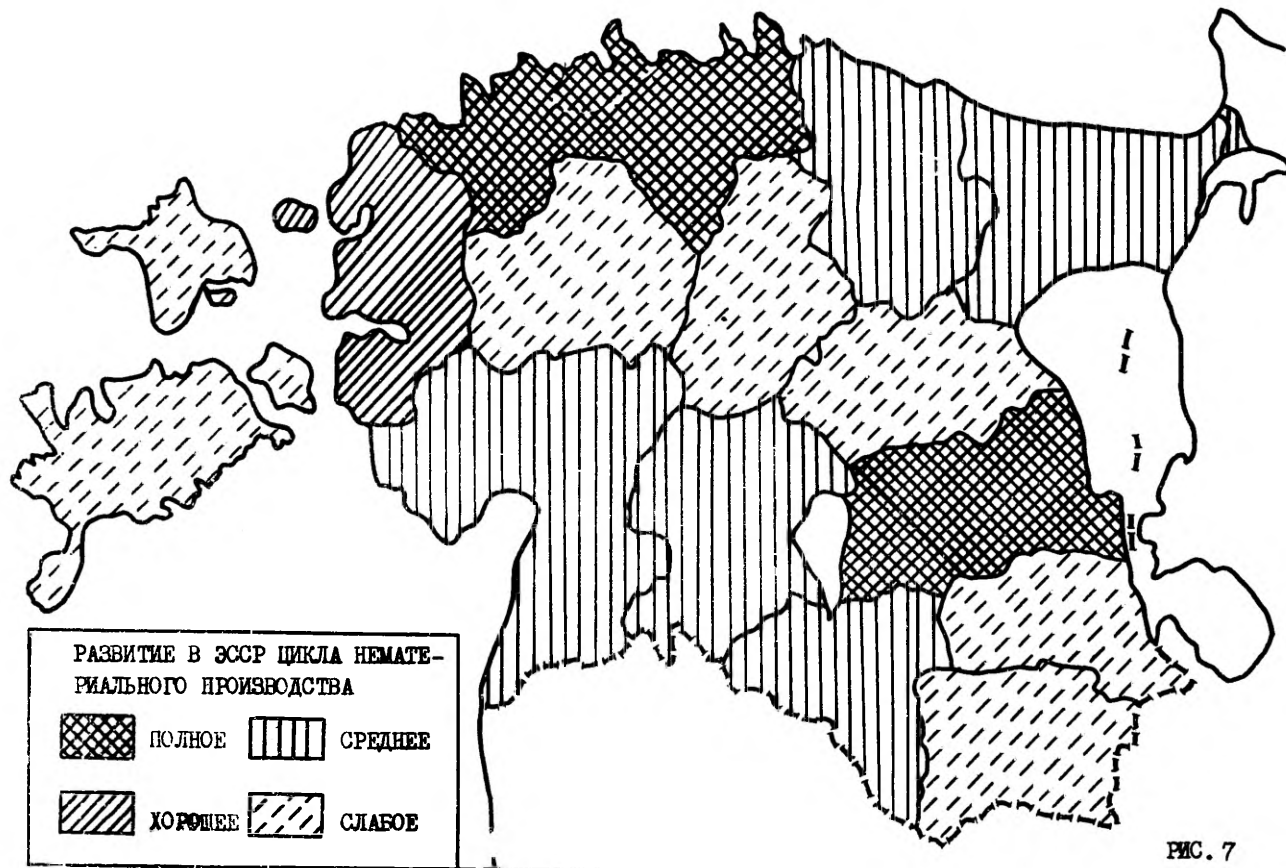 РАЗВИТИЕ В ЭССР ЦИКЛА НЕМАТЕ-
РИАЛЬНОГО ПРОИЗВОДСТВА
ПОЛНОЕ СРЕДНЕЕ
ХОРОШЕЕ СЛАБОЕ
РИС. 7